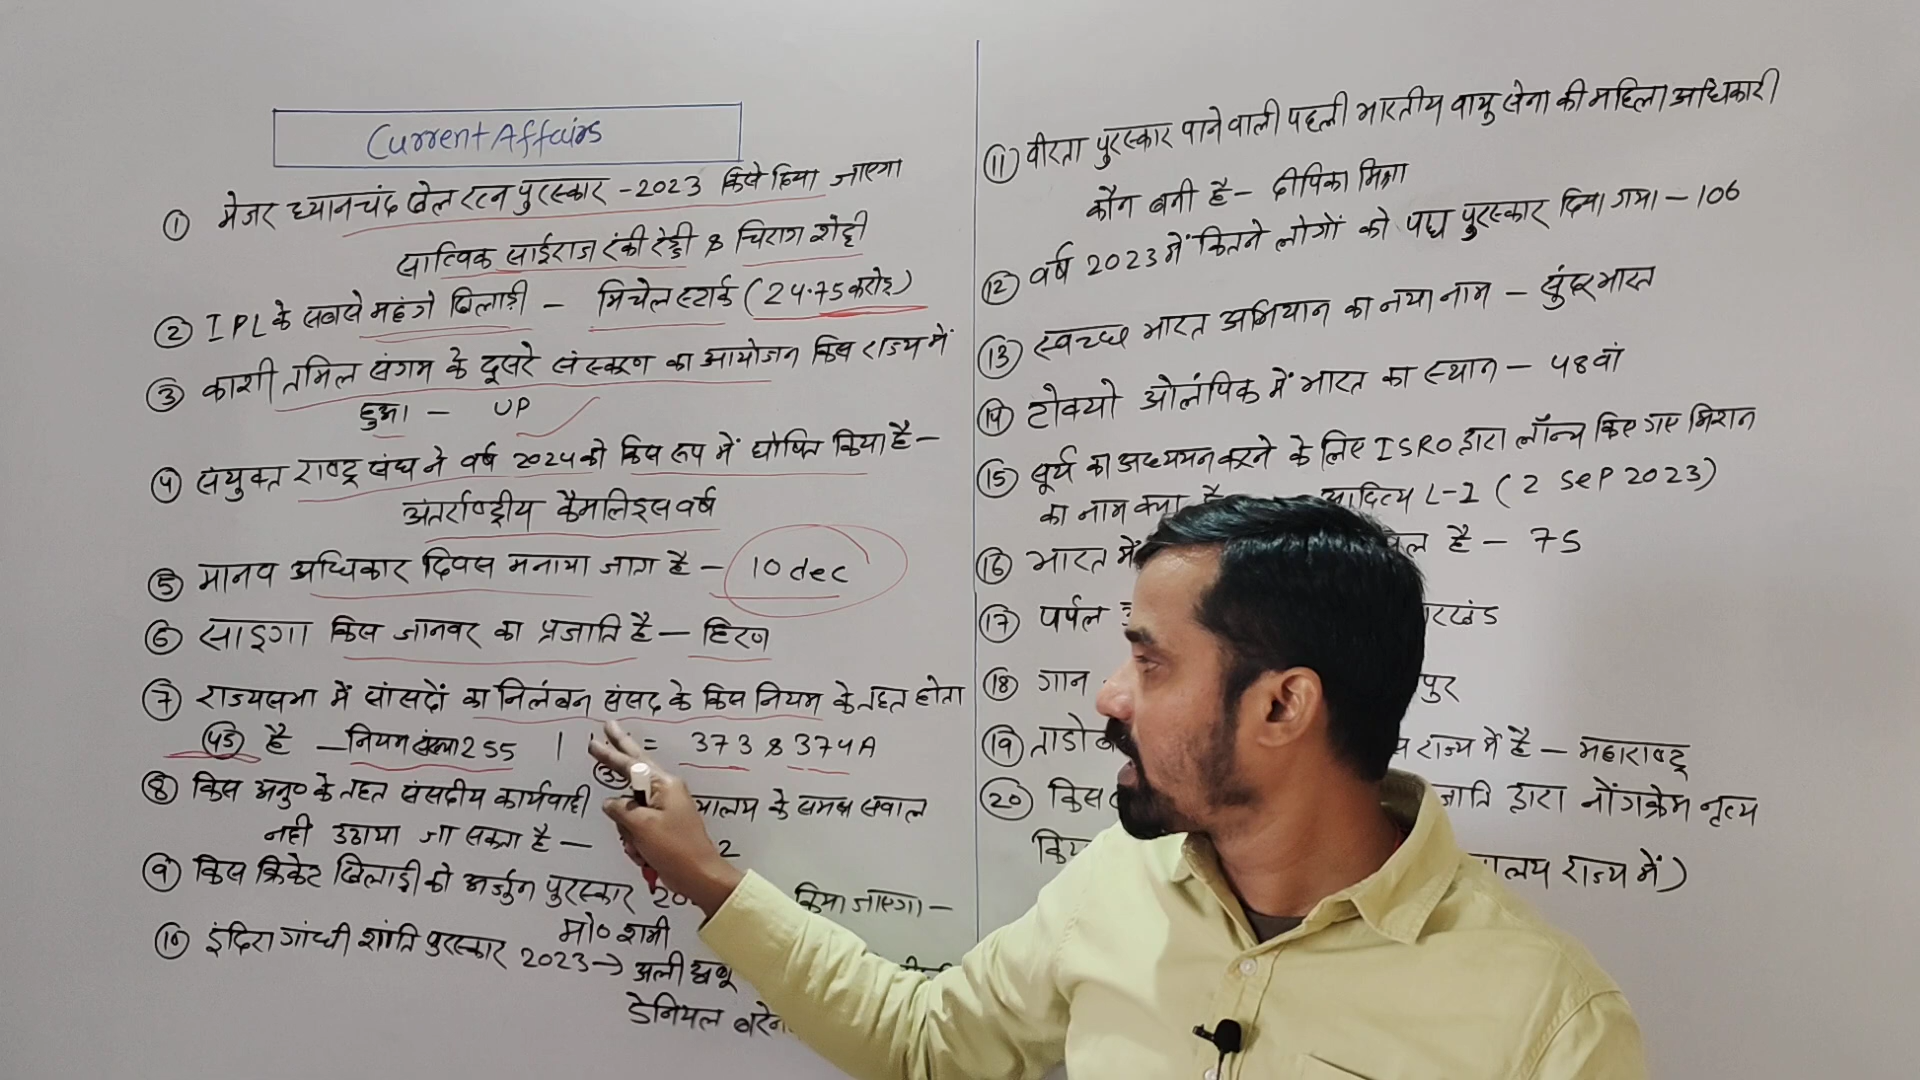 Current Affairs
① मेजर ध्यानचंद खेल रत्न पुरस्कार -2023 किसे दिया जाएगा
सात्विक साईराज रंकी रेड्डी & चिराग शेट्टी
② IPL के सबसे महंगे खिलाड़ी - मिचेल स्टार्क (24.75 करोड़)
③ काशी तमिल संगम के दूसरे संस्करण का आयोजन किस राज्य में
हुआ - UP
④ संयुक्त राष्ट्र संघ ने वर्ष 2024 को किस रूप में घोषित किया है -
अंतर्राष्ट्रीय कैमलिड्स वर्ष
⑤ मानव अधिकार दिवस मनाया जाता है - 10 dec
⑥ साइगा किस जानवर का प्रजाति है - हिरण
⑦ राज्यसभा में सांसदों का निलंबन संसद के किस नियम के तहत होता
45 है - नियम संख्या 255 | = 373 & 374A
⑧ किस अनु० के तहत संसदीय कार्यवाही के समक्ष सवाल
नहीं उठाया जा सकता है - 2
⑨ किस क्रिकेट खिलाड़ी को अर्जुन पुरस्कार 20 किया जाएगा -
मो० शमी
⑩ इंदिरा गांधी शांति पुरस्कार 2023 → अली
डेनियल
⑪ वीरता पुरस्कार पाने वाली पहली भारतीय वायु सेना की महिला अधिकारी
कौन बनी है - दीपिका मिश्रा
⑫ वर्ष 2023 में कितने लोगों को पद्म पुरस्कार दिया गया - 106
⑬ स्वच्छ भारत अभियान का नया नाम - सुंदर भारत
⑭ टोक्यो ओलंपिक में भारत का स्थान - 48वां
⑮ सूर्य का अध्ययन करने के लिए ISRO द्वारा लॉन्च किए गए मिशन
का नाम क्या है आदित्य L-1 (2 Sep 2023)
⑯ भारत में है - 75
⑰ पर्पल
⑱ गान पुर
⑲ राज्य में है - महाराष्ट्र
⑳ किस द्वारा नोंगक्रेम नृत्य
राज्य में)